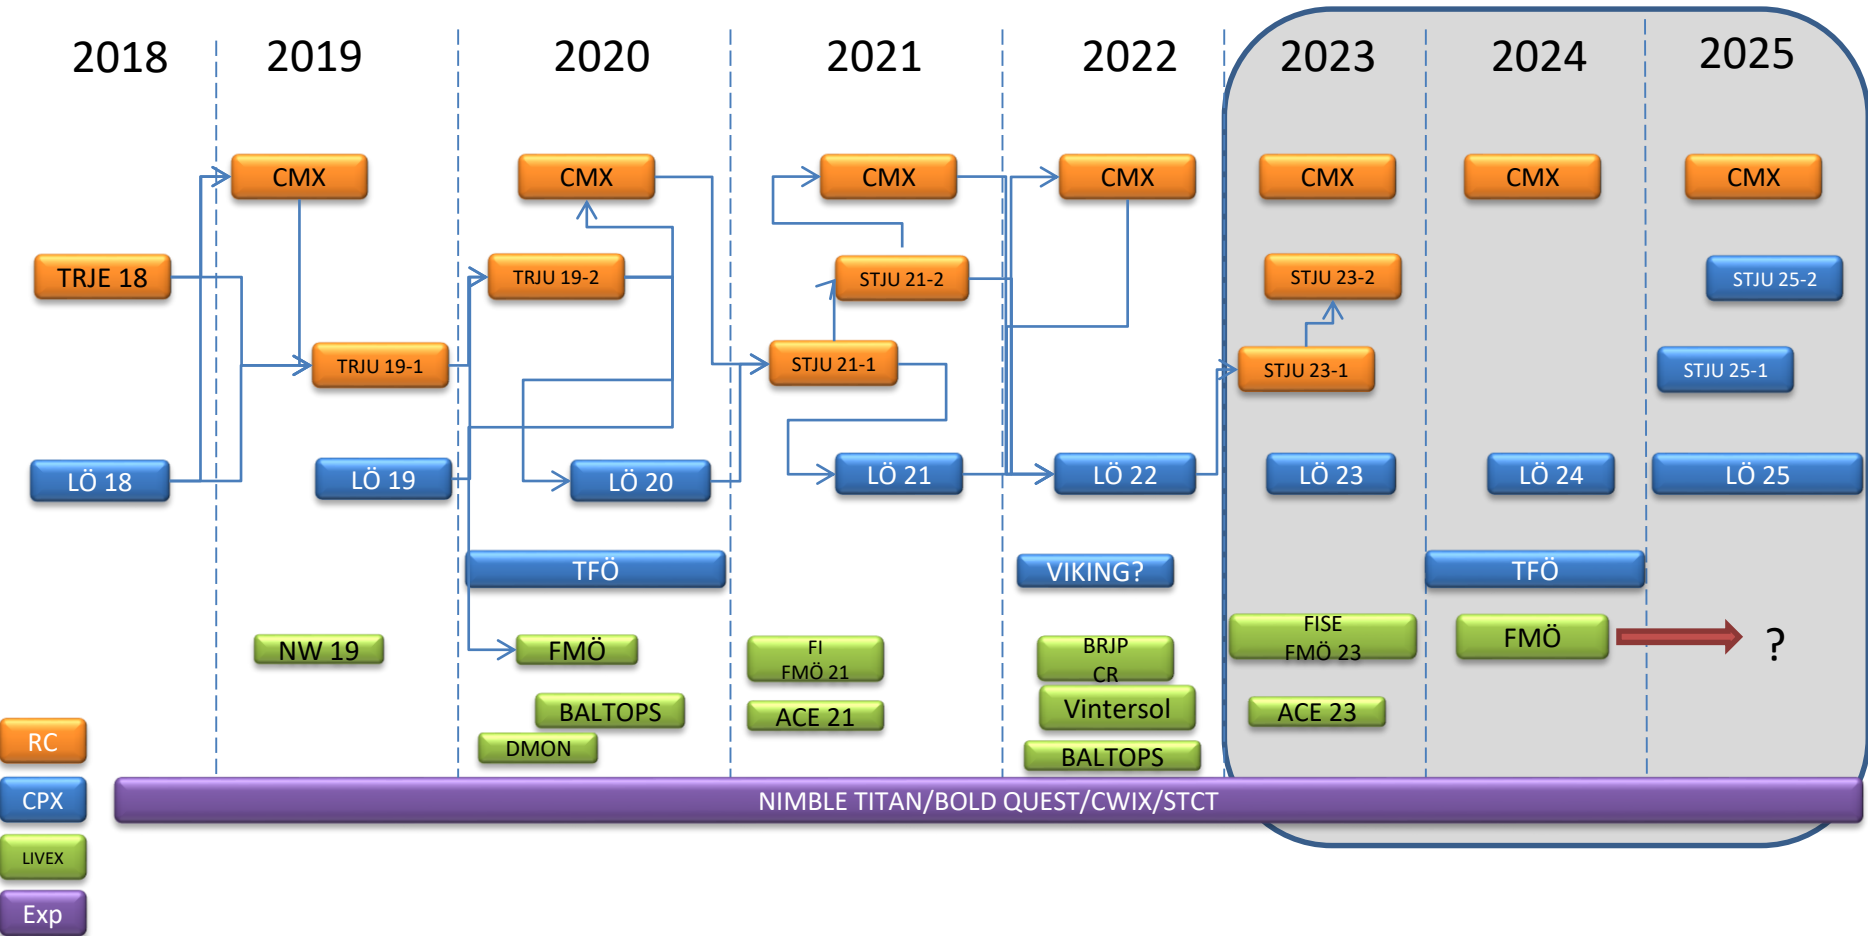 2018
2019
2020
2021
2022
2023
2024
2025
CMX
CMX
CMX
CMX
CMX
CMX
CMX
TRJE 18
TRJU 19-2
STJU 21-2
STJU 23-2
STJU 25-2
TRJU 19-1
STJU 21-1
STJU 23-1
STJU 25-1
LÖ 18
LÖ 19
LÖ 20
LÖ 21
LÖ 22
LÖ 23
LÖ 24
LÖ 25
TFÖ
VIKING?
TFÖ
NW 19
FMÖ
FI
FMÖ 21
BRJP
CR
FISE
FMÖ 23
FMÖ
?
BALTOPS
ACE 21
Vintersol
ACE 23
DMON
BALTOPS
RC
CPX
LIVEX
Exp
NIMBLE TITAN/BOLD QUEST/CWIX/STCT